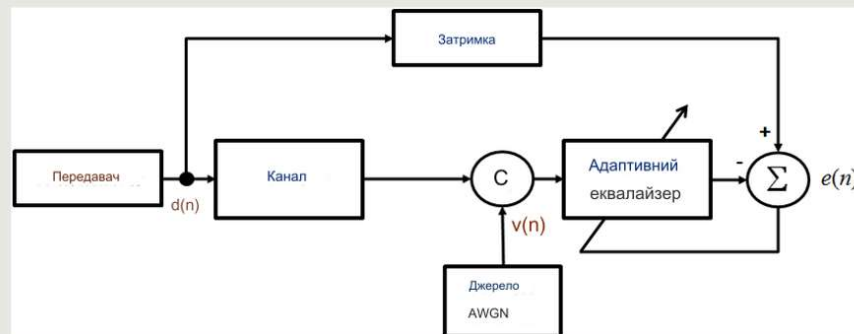 Затримка
+
Передавач
d(n)
Канал
C
v(n)
Адаптивний
еквалайзер
-
Σ
e(n)
Джерело
AWGN